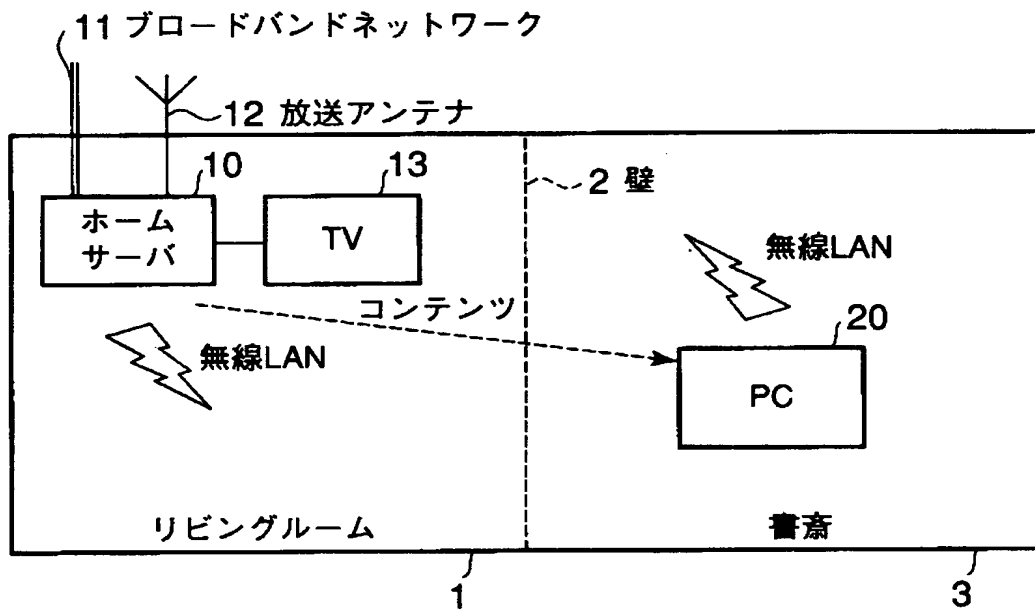 11 ブロードバンドネットワーク
12 放送アンテナ
10
13
2 壁
ホーム
サーバ
TV
無線LAN
コンテンツ
20
無線LAN
PC
リビングルーム
書斎
1
3